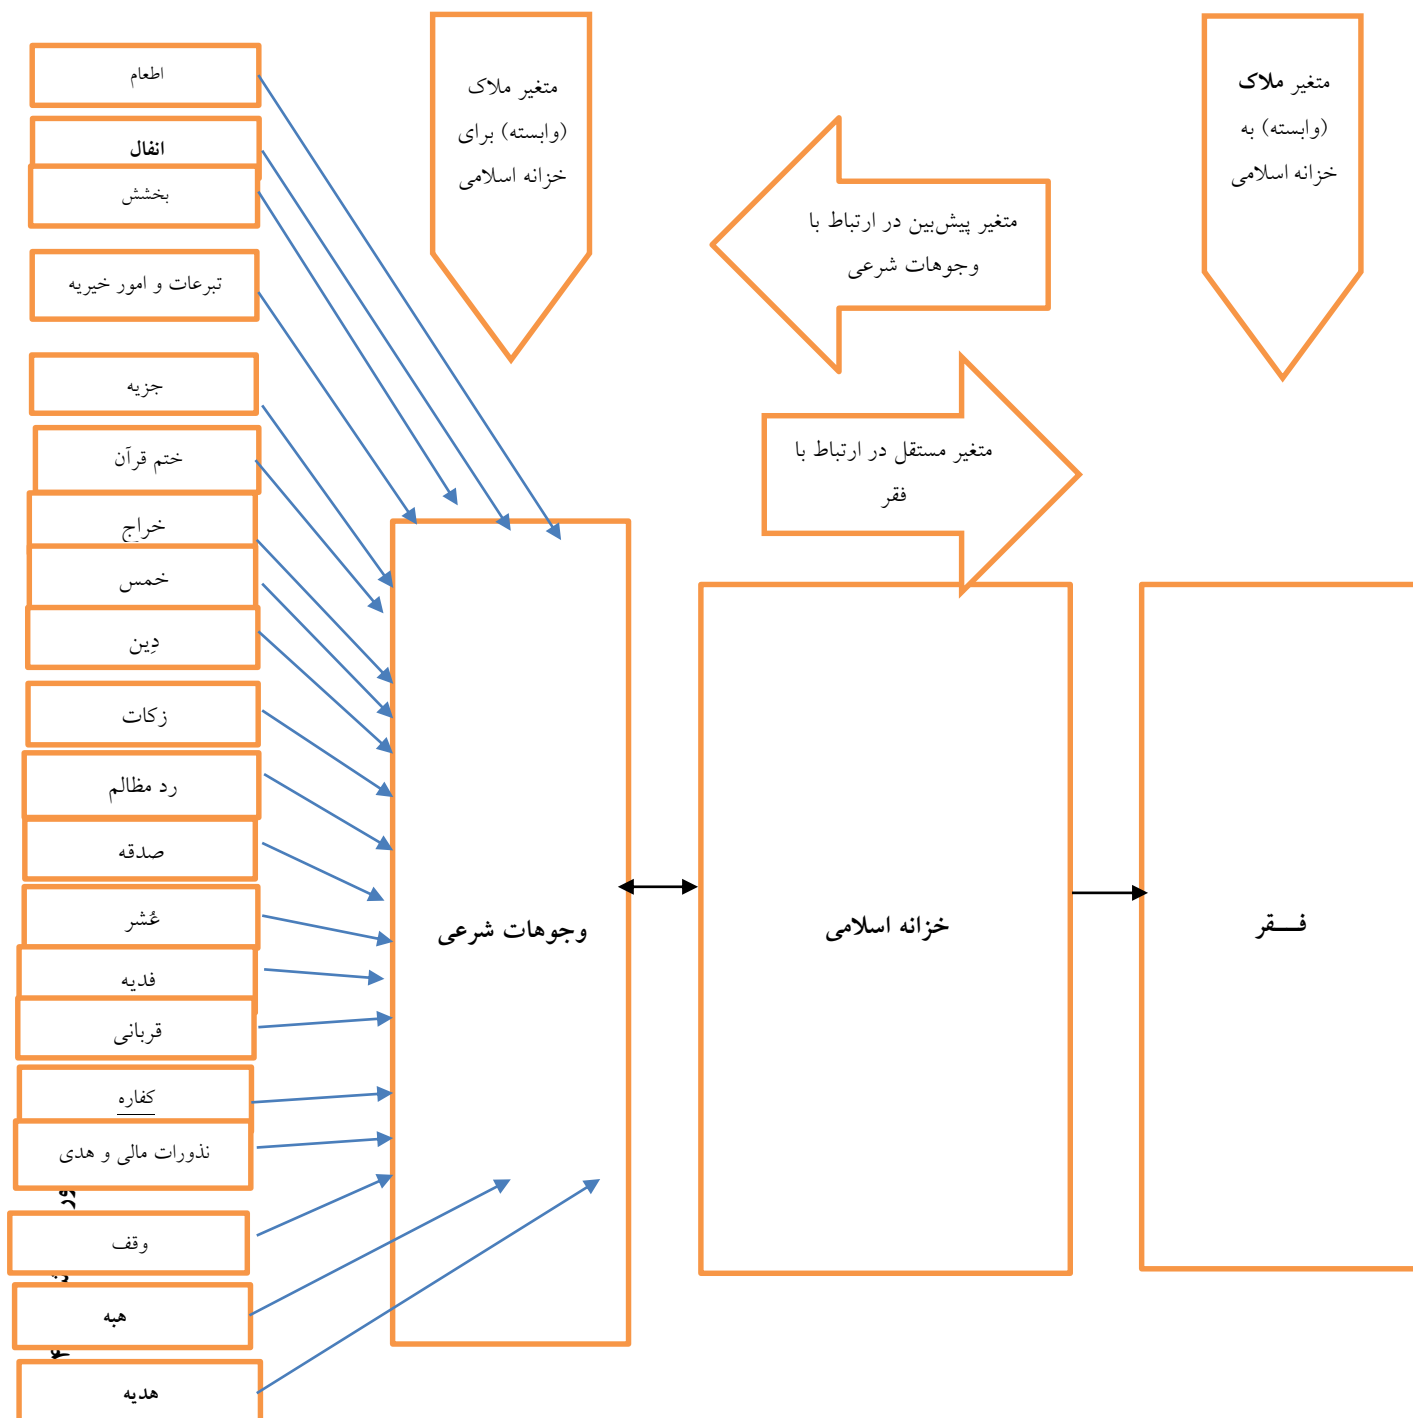 متغیر ملاک
(وابسته) به
خزانه اسلامی
متغیر پیش‌بین در ارتباط با
وجوهات شرعی
متغیر مستقل در ارتباط با
فقر
متغیر ملاک
(وابسته) برای
خزانه اسلامی
فـــقر
خزانه اسلامی
وجوهات شرعی
اطعام
انفال
بخشش
تبرعات و امور خیریه
جزیه
ختم قرآن
خراج
خمس
دِین
زکات
رد مظالم
صدقه
عُشر
فدیه
قربانی
کفاره
نذورات مالی و هدی
وقف
هبه
هدیه